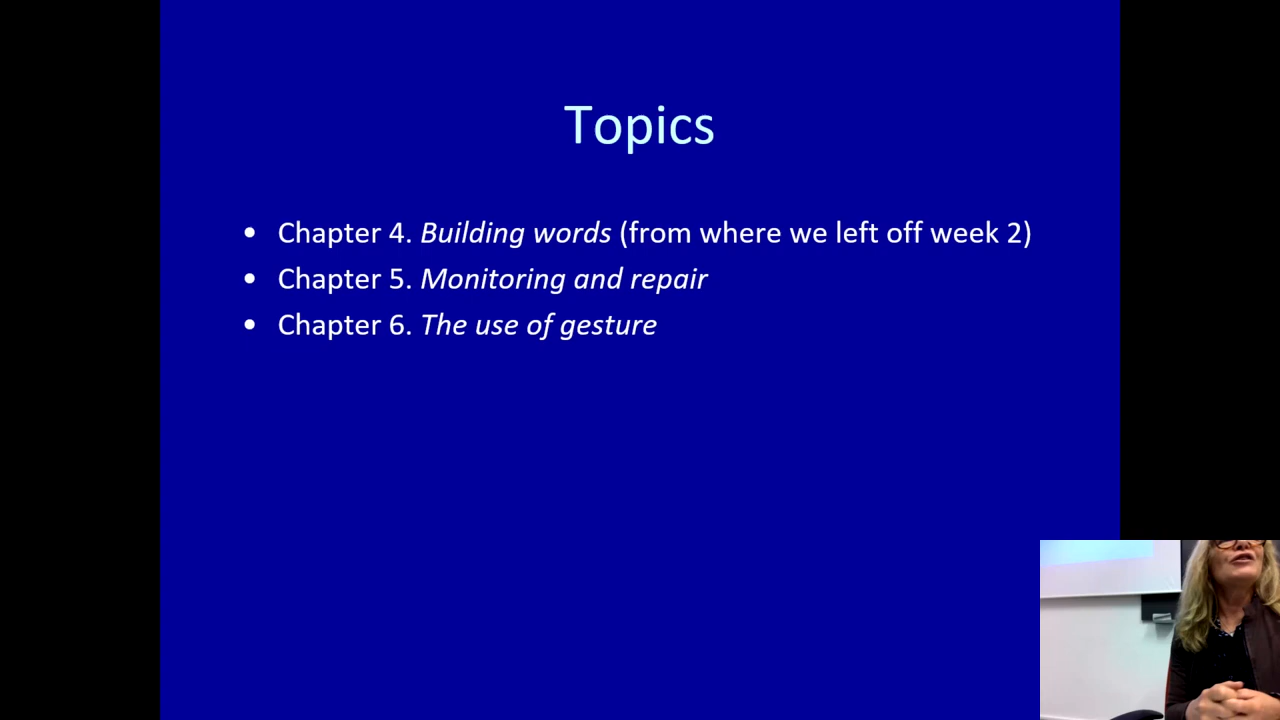 Topics
• Chapter 4. Building words (from where we left off week 2)
• Chapter 5. Monitoring and repair
• Chapter 6. The use of gesture